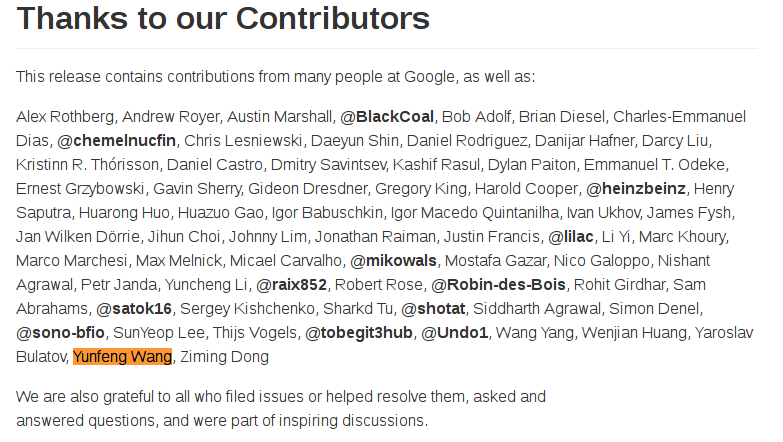 Thanks to our Contributors
This release contains contributions from many people at Google, as well as:
Alex Rothberg, Andrew Royer, Austin Marshall, @BlackCoal, Bob Adolf, Brian Diesel, Charles-Emmanuel
Dias, @chemelnucfin, Chris Lesniewski, Daeyun Shin, Daniel Rodriguez, Danijar Hafner, Darcy Liu,
Kristinn R. Thórisson, Daniel Castro, Dmitry Savintsev, Kashif Rasul, Dylan Paiton, Emmanuel T. Odeke,
Ernest Grzybowski, Gavin Sherry, Gideon Dresdner, Gregory King, Harold Cooper, @heinzbeinz, Henry
Saputra, Huarong Huo, Huazuo Gao, Igor Babuschkin, Igor Macedo Quintanilha, Ivan Ukhov, James Fysh,
Jan Wilken Dörrie, Jihun Choi, Johnny Lim, Jonathan Raiman, Justin Francis, @lilac, Li Yi, Marc Khoury,
Marco Marchesi, Max Melnick, Micael Carvalho, @mikowals, Mostafa Gazar, Nico Galoppo, Nishant
Agrawal, Petr Janda, Yuncheng Li, @raix852, Robert Rose, @Robin-des-Bois, Rohit Girdhar, Sam
Abrahams, @satok16, Sergey Kishchenko, Sharkd Tu, @shotat, Siddharth Agrawal, Simon Denel,
@sono-bfio, SunYeop Lee, Thijs Vogels, @tobegit3hub, @Undo1, Wang Yang, Wenjian Huang, Yaroslav
Bulatov, Yunfeng Wang, Ziming Dong
We are also grateful to all who filed issues or helped resolve them, asked and
answered questions, and were part of inspiring discussions.